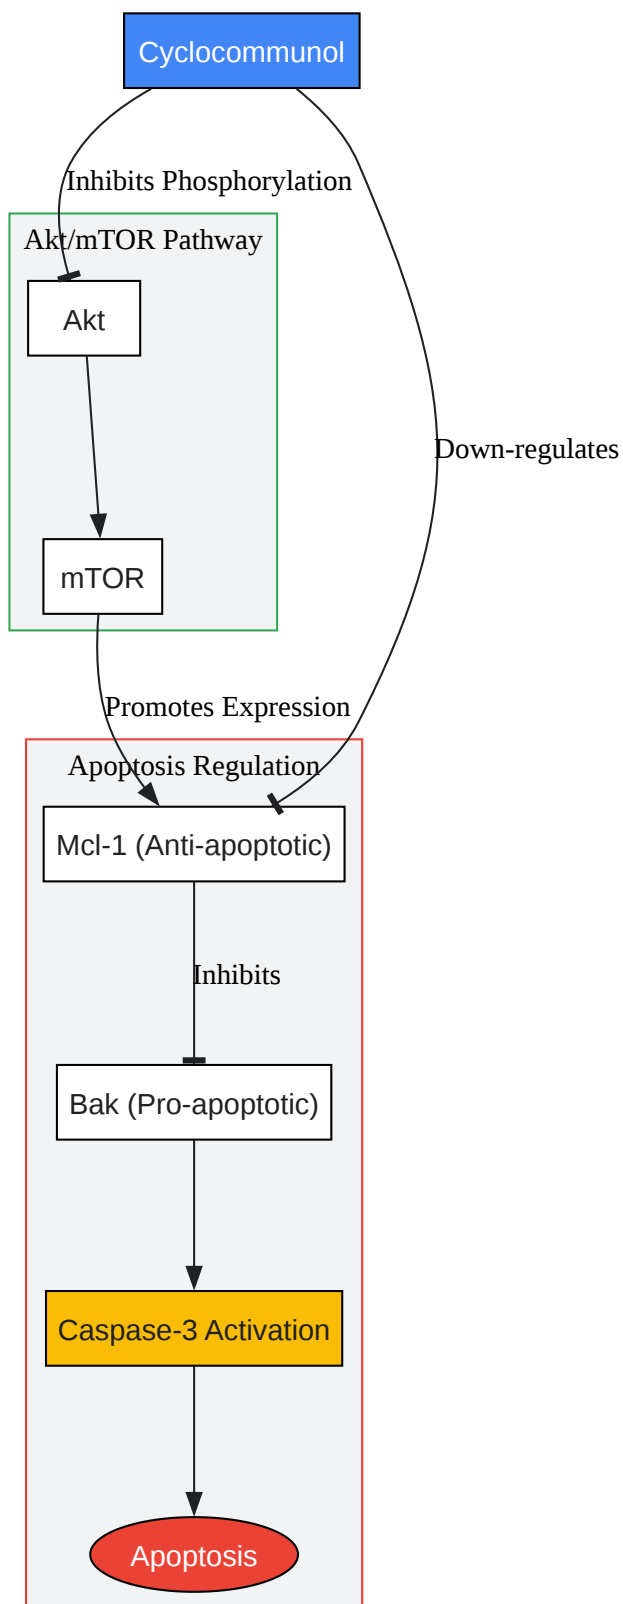 Cyclocommunol
Inhibits Phosphorylation
Akt/mTOR Pathway
Akt
Down-regulates
mTOR
Promotes Expression
Apoptosis Regulation
Mcl-1 (Anti-apoptotic)
Inhibits
Bak (Pro-apoptotic)
Caspase-3 Activation
Apoptosis